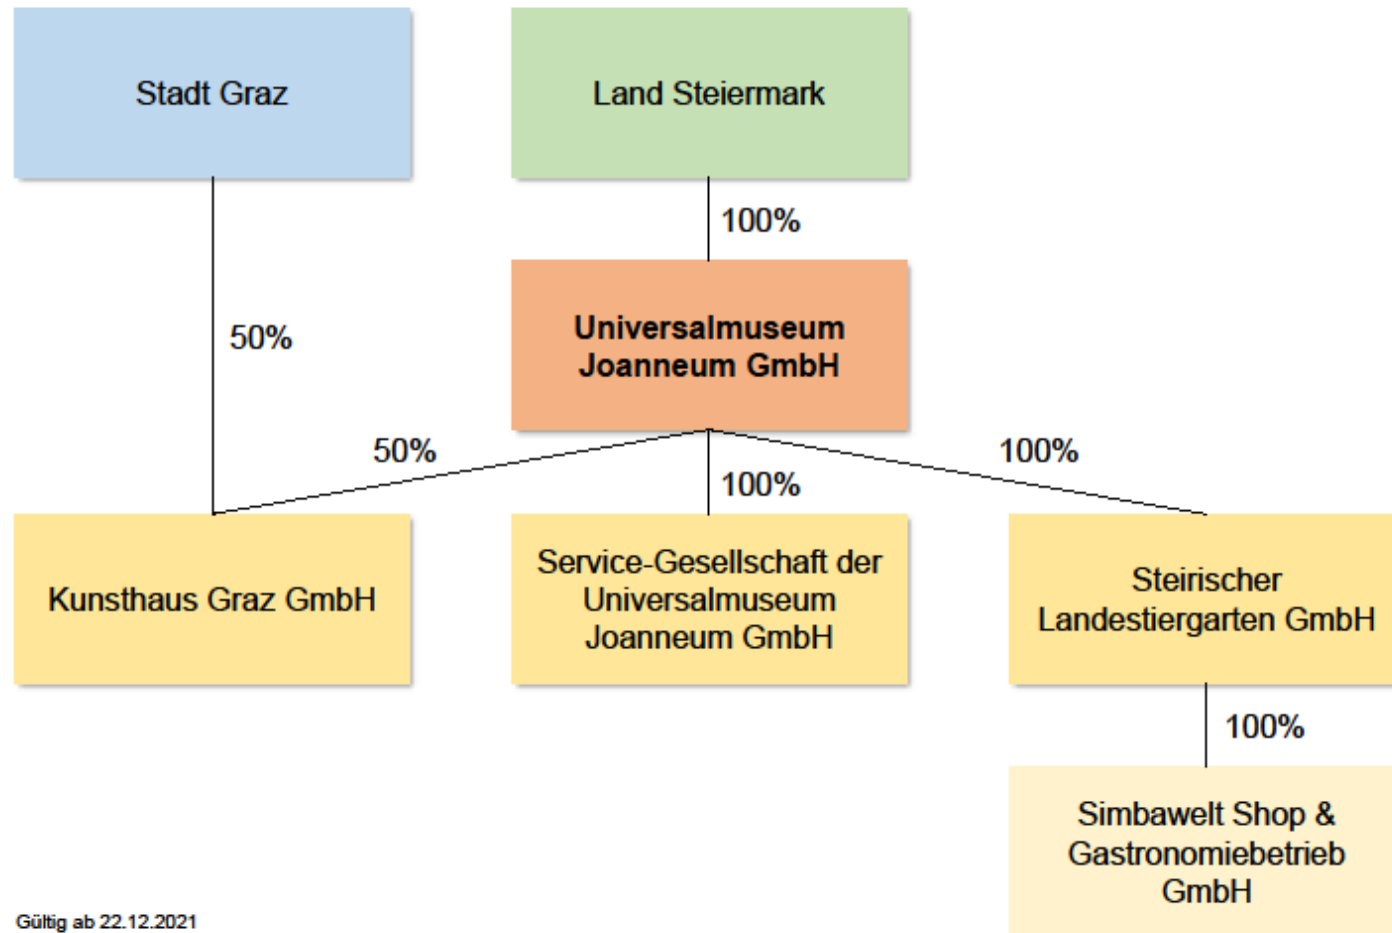 Stadt Graz
Land Steiermark
100%
50%
Universalmuseum
Joanneum GmbH
50%
100%
100%
Kunsthaus Graz GmbH
Service-Gesellschaft der
Universalmuseum
Joanneum GmbH
Steirischer
Landestiergarten GmbH
100%
Simbawelt Shop &
Gastronomiebetrieb
GmbH
Gültig ab 22.12.2021